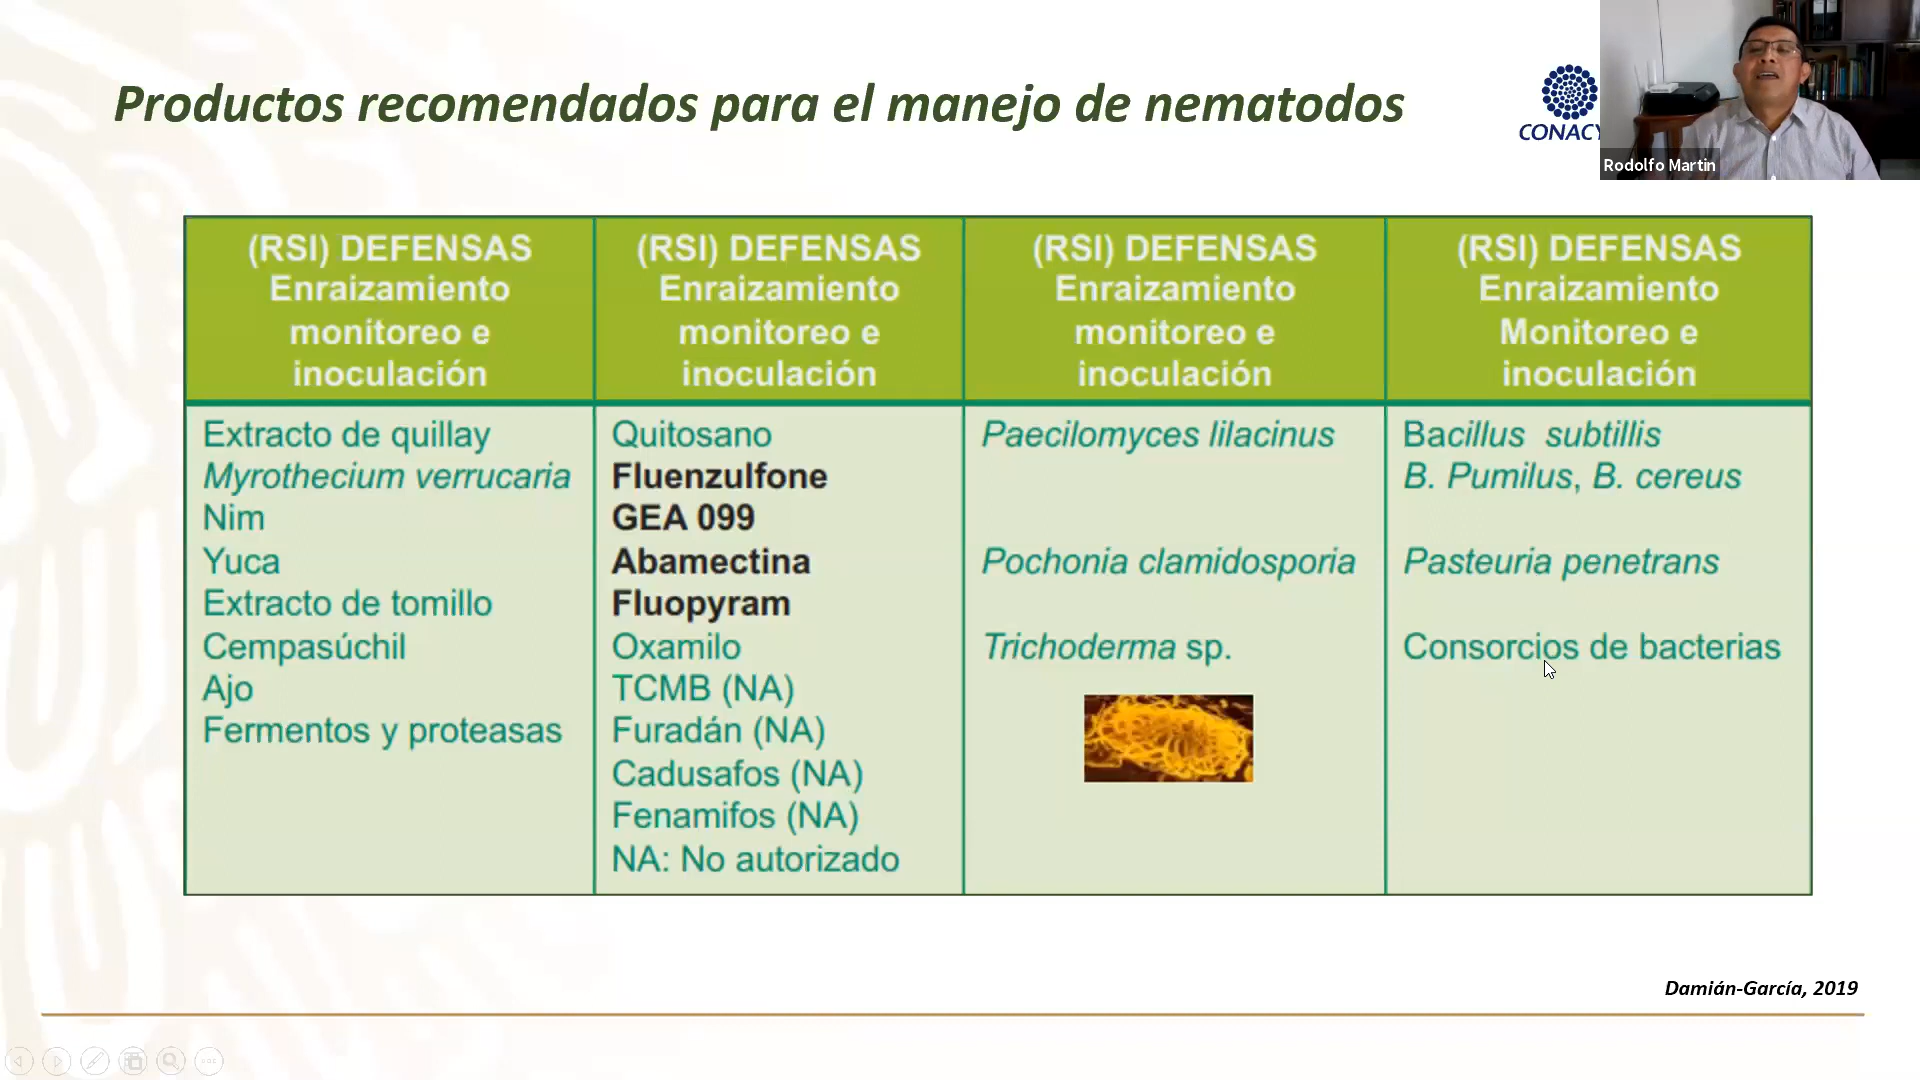 Productos recomendados para el manejo de nematodos
CONACY
Rodolfo Martin
(RSI) DEFENSAS
Enraizamiento
monitoreo e
inoculación
(RSI) DEFENSAS
Enraizamiento
monitoreo e
inoculación
(RSI) DEFENSAS
Enraizamiento
monitoreo e
inoculación
(RSI) DEFENSAS
Enraizamiento
Monitoreo e
inoculación
Extracto de quillay
Myrothecium verrucaria
Nim
Yuca
Extracto de tomillo
Cempasúchil
Ajo
Fermentos y proteasas
Quitosano
Fluenzulfone
GEA 099
Abamectina
Fluopyram
Oxamilo
TCMB (NA)
Furadán (NA)
Cadusafos (NA)
Fenamifos (NA)
NA: No autorizado
Paecilomyces lilacinus
Pochonia clamidosporia
Trichoderma sp.
Bacillus subtillis
B. Pumilus, B. cereus
Pasteuria penetrans
Consorcios de bacterias
Damián-García, 2019